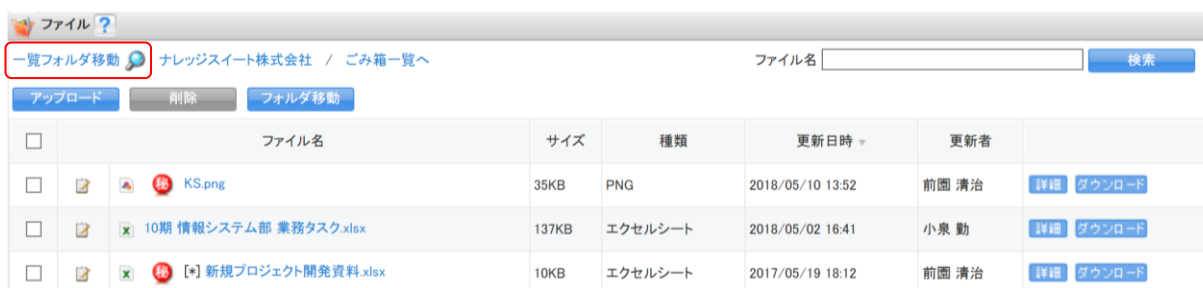 ファイル ?
一覧フォルダ移動 ナレッジスイート株式会社 / ごみ箱一覧へ ファイル名 検索
アップロード 削除 フォルダ移動
ファイル名 サイズ 種類 更新日時 更新者
秘 KS.png 35KB PNG 2018/05/10 13:52 前園 清治 詳細 ダウンロード
10期 情報システム部 業務タスク.xlsx 137KB エクセルシート 2018/05/02 16:41 小泉 勤 詳細 ダウンロード
秘 [*] 新規プロジェクト開発資料.xlsx 10KB エクセルシート 2017/05/19 18:12 前園 清治 詳細 ダウンロード